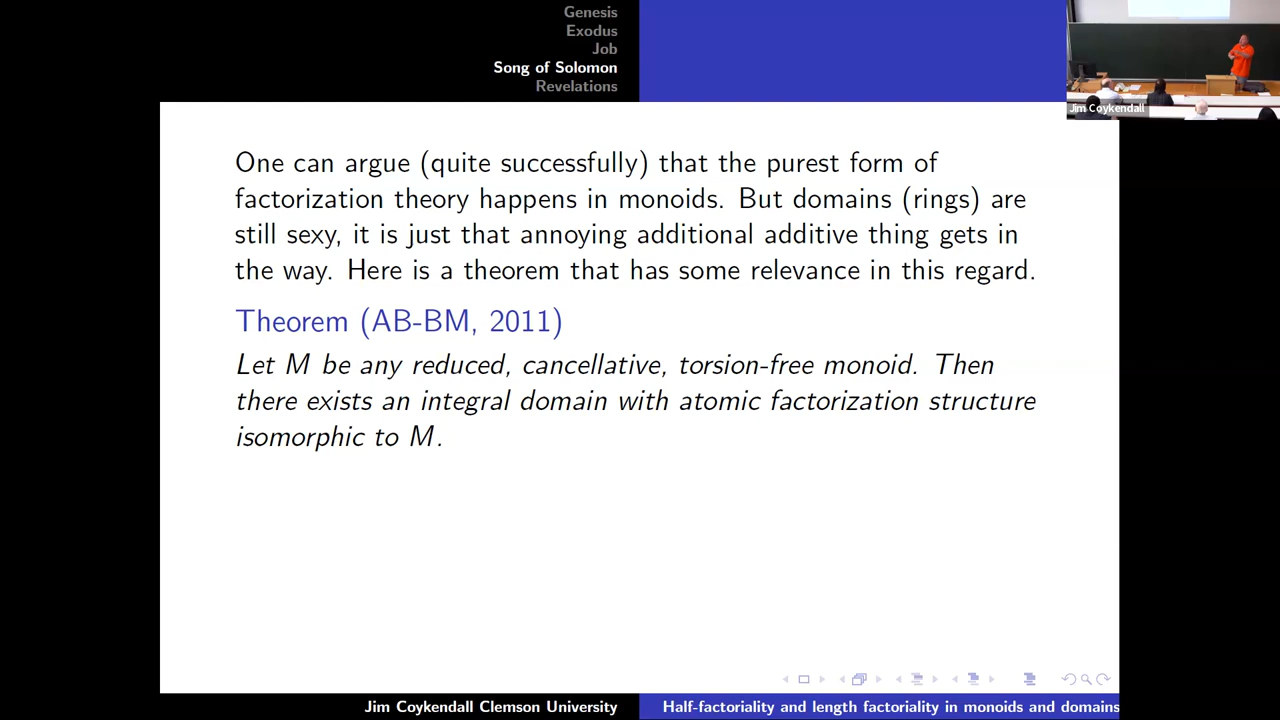 Genesis
Exodus
Job
Song of Solomon
Revelations
Jim Coykendall
One can argue (quite successfully) that the purest form of
factorization theory happens in monoids. But domains (rings) are
still sexy, it is just that annoying additional additive thing gets in
the way. Here is a theorem that has some relevance in this regard.
Theorem (AB-BM, 2011)
Let M be any reduced, cancellative, torsion-free monoid. Then
there exists an integral domain with atomic factorization structure
isomorphic to M.
Jim Coykendall Clemson University
Half-factoriality and length factoriality in monoids and domains